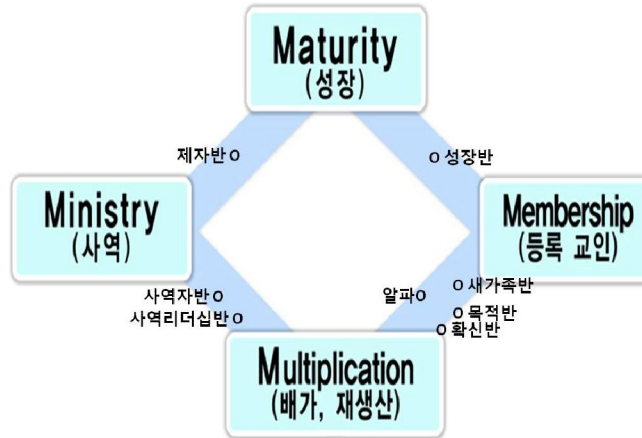 Maturity
(성장)
제자반 o
o 성장반
Ministry
(사역)
Membership
(등록 교인)
사역자반 o
사역리더십반 o
알파 o
o 새가족반
o 목적반
o 확신반
Multiplication
(배가, 재생산)